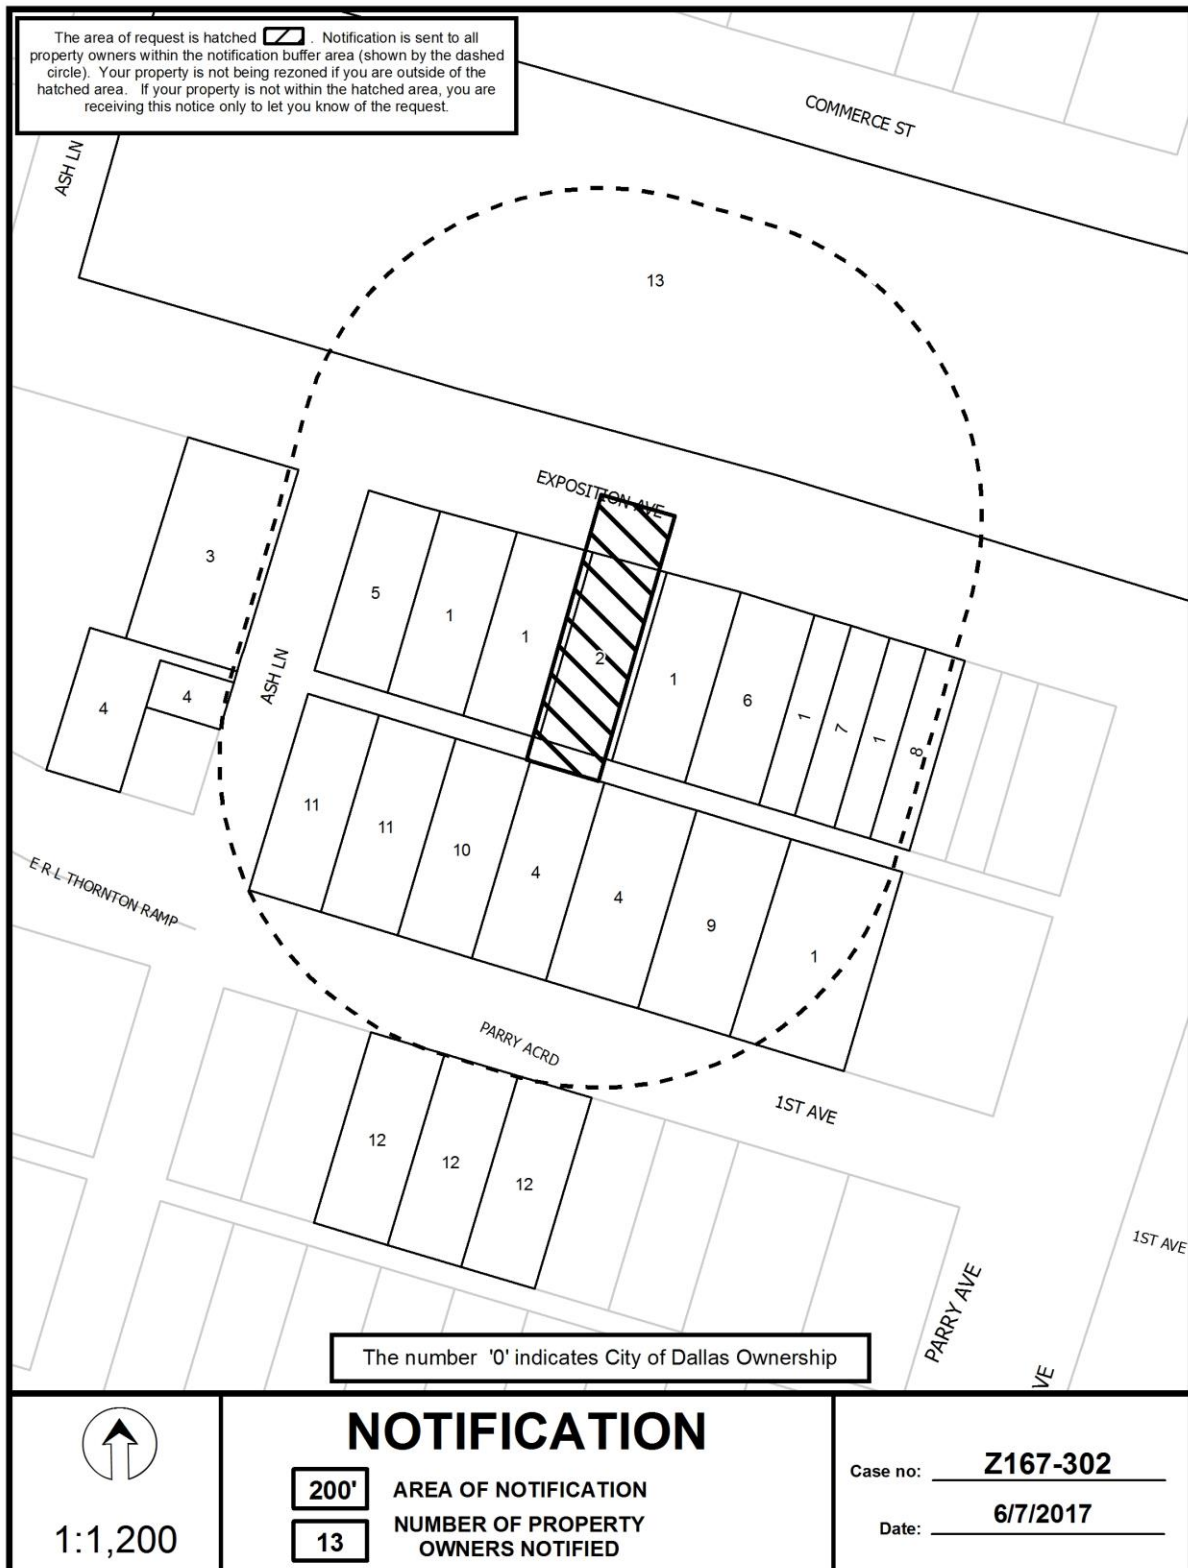 The area of request is hatched . Notification is sent to all
property owners within the notification buffer area (shown by the dashed
circle). Your property is not being rezoned if you are outside of the
hatched area. If your property is not within the hatched area, you are
receiving this notice only to let you know of the request.
COMMERCE ST
ASH LN
13
EXPOSITION AVE
3
5
1
1
2
1
6
1
7
1
8
ASH LN
4
4
11
11
10
4
4
9
1
E R L THORNTON RAMP
PARRY ACRD
1ST AVE
12
12
12
1ST AVE
PARRY AVE
VE
The number '0' indicates City of Dallas Ownership
1:1,200
NOTIFICATION
200' AREA OF NOTIFICATION
13 NUMBER OF PROPERTY
OWNERS NOTIFIED
Case no: Z167-302
Date: 6/7/2017